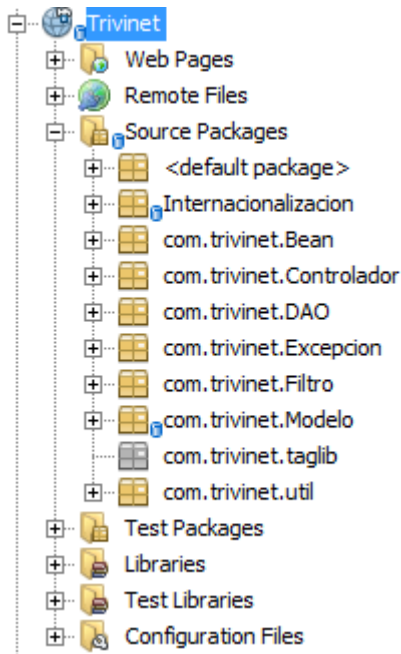 Trivinet
Web Pages
Remote Files
Source Packages
<default package>
Internacionalizacion
com.trivinet.Bean
com.trivinet.Controlador
com.trivinet.DAO
com.trivinet.Excepcion
com.trivinet.Filtro
com.trivinet.Modelo
com.trivinet.taglib
com.trivinet.util
Test Packages
Libraries
Test Libraries
Configuration Files